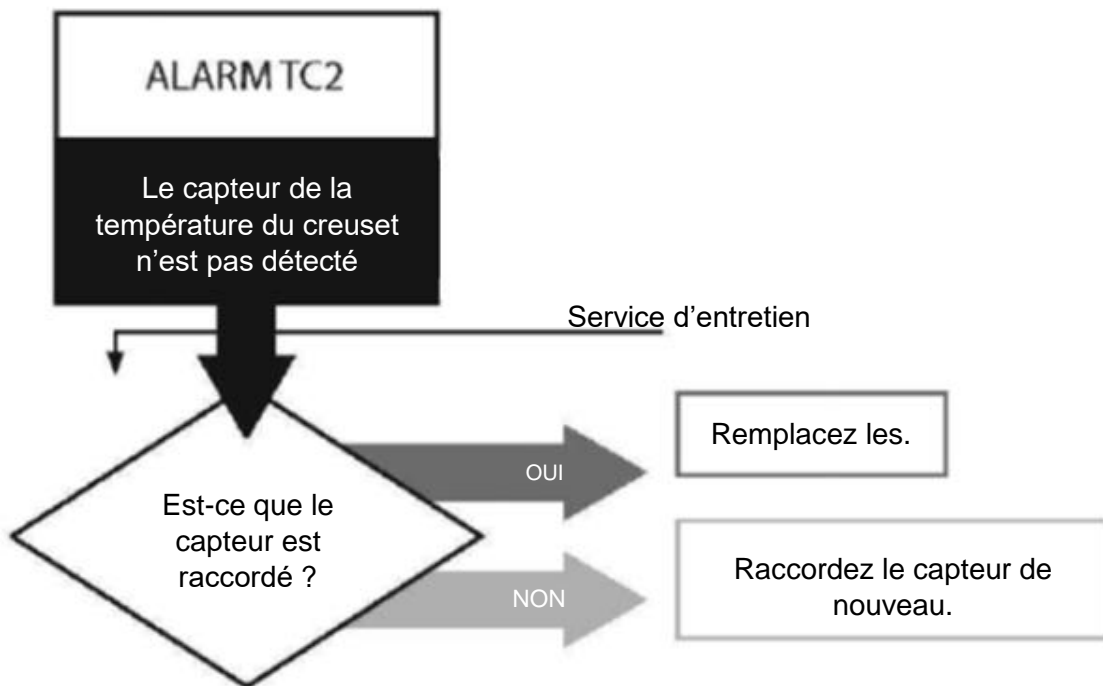 ALARM TC2
Le capteur de la
température du creuset
n’est pas détecté
Service d’entretien
Est-ce que le
capteur est
raccordé ?
OUI
Remplacez les.
NON
Raccordez le capteur de
nouveau.